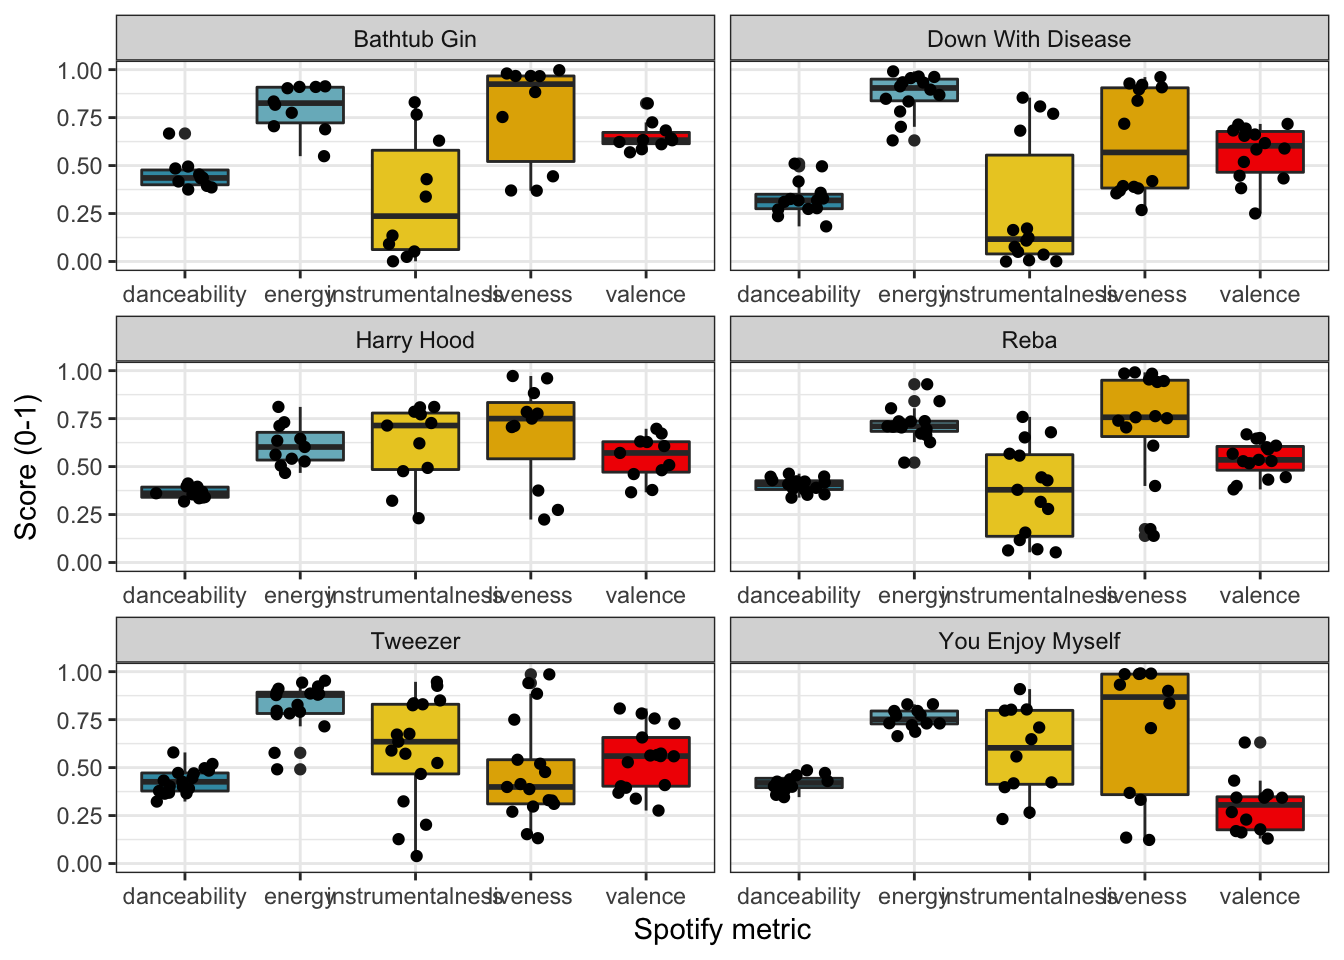 Bathtub Gin
Down With Disease
1.00
0.75
0.50
0.25
0.00
danceability energy instrumentalness liveness valence
danceability energy instrumentalness liveness valence
Harry Hood
Reba
1.00
0.75
0.50
0.25
0.00
danceability energy instrumentalness liveness valence
danceability energy instrumentalness liveness valence
Score (0-1)
Tweezer
You Enjoy Myself
1.00
0.75
0.50
0.25
0.00
danceability energy instrumentalness liveness valence
danceability energy instrumentalness liveness valence
Spotify metric